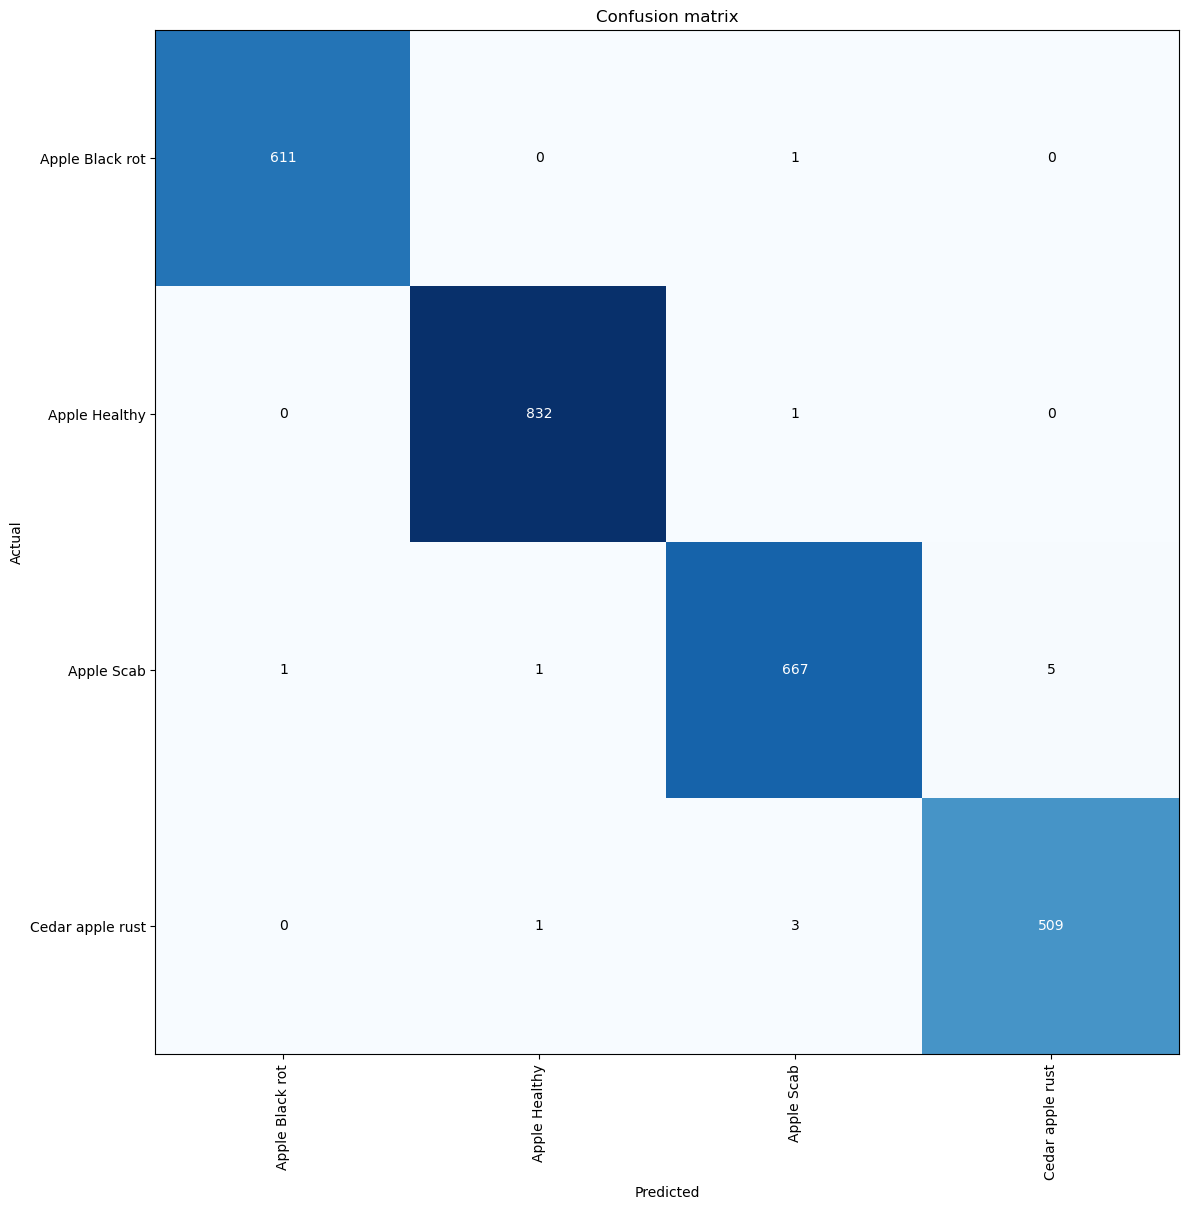 Confusion matrix
Apple Black rot 611 0 1 0
Apple Healthy 0 832 1 0
Actual
Apple Scab 1 1 667 5
Cedar apple rust 0 1 3 509
Apple Black rot
Apple Healthy
Apple Scab
Cedar apple rust
Predicted